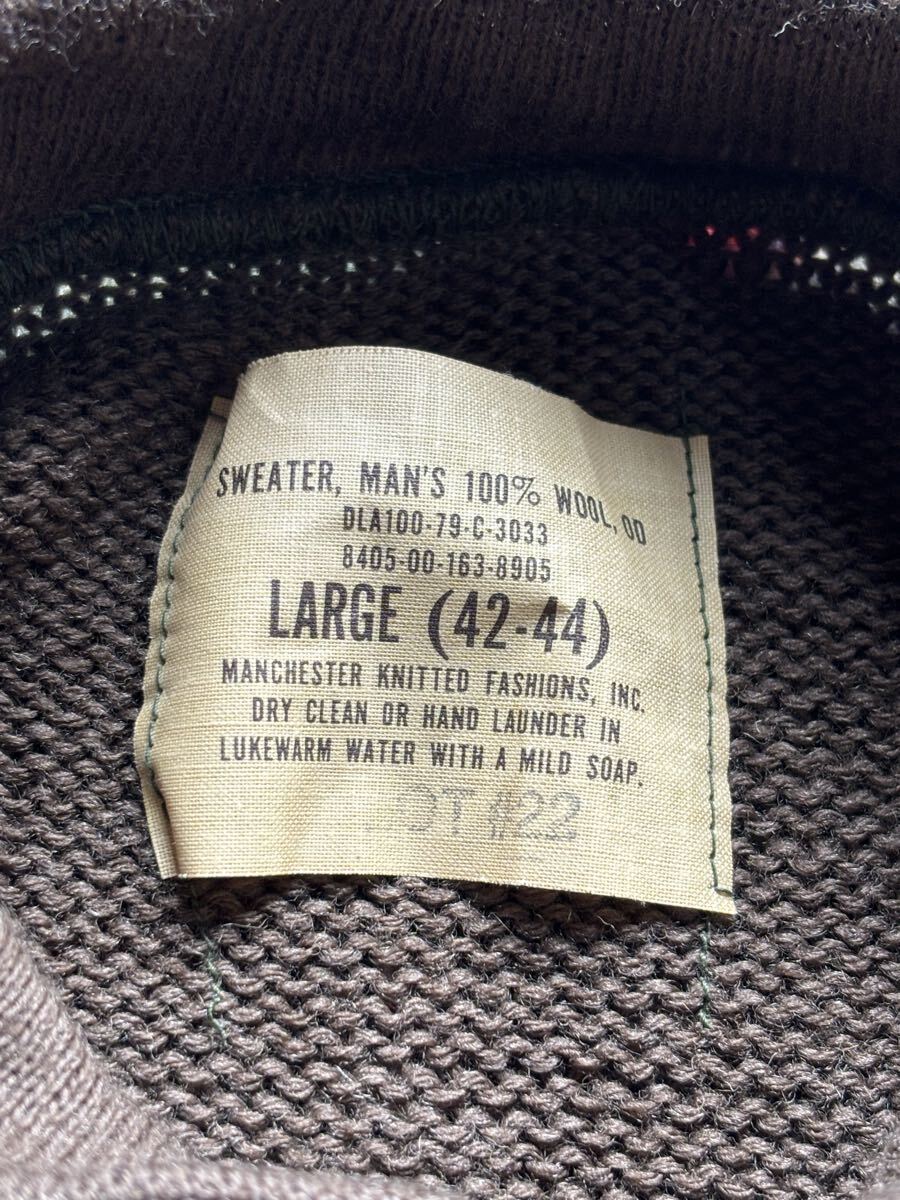 SWEATER, MAN'S 100% WOOL, OD
DLA100-79-C-3033
8405-00-163-8905
LARGE (42-44)
MANCHESTER KNITTED FASHIONS, INC.
DRY CLEAN OR HAND LAUNDER IN
LUKEWARM WATER WITH A MILD SOAP.
#22